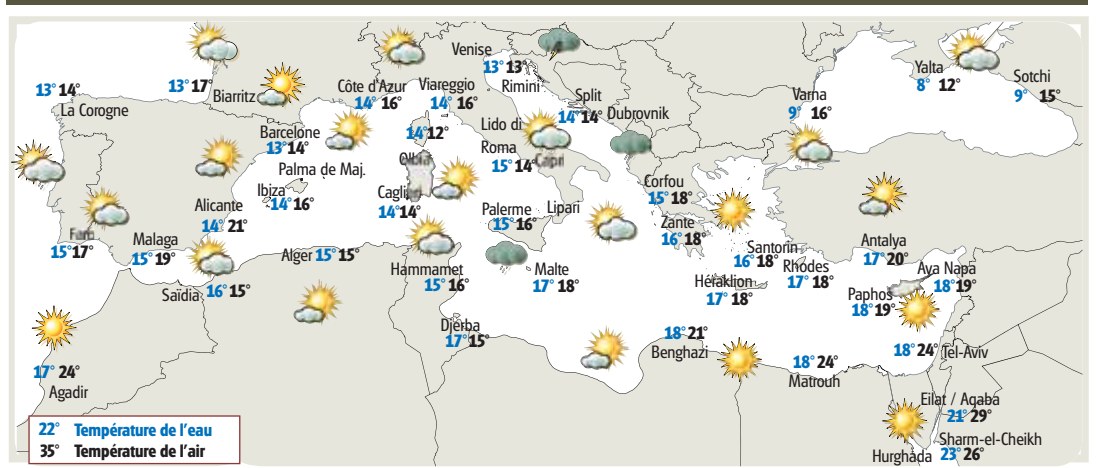 Venise
13° 13°
Rimini
Côte d'Azur
14° 16°
Viareggio
14° 16°
Yalta
8° 12°
Sotchi
9° 15°
13° 14°
La Corogne
13° 17°
Biarritz
Varna
9° 16°
Split
14° 14°
Dubrovnik
Barcelone
13° 14°
14° 12°
Olbia
Lido di
Roma
15° 14°
Capri
Palma de Maj.
Ibiza
14° 16°
Cagliari
14° 14°
Alicante
14° 21°
Corfou
15° 18°
Palerme
15° 16°
Lipari
Zante
16° 18°
Faro
15° 17°
Malaga
15° 19°
Alger 15° 15°
Santorin
16° 18°
Rhodes
17° 18°
Antalya
17° 20°
Aya Napa
18° 19°
Hammamet
15° 16°
Malte
17° 18°
Héraklion
17° 18°
Paphos
18° 19°
Saïdia
16° 15°
Djerba
17° 15°
18° 21°
Benghazi
18° 24°
Tel-Aviv
17° 24°
Agadir
18° 24°
Matrouh
Eilat / Aqaba
21° 29°
Sharm-el-Cheikh
23° 26°
Hurghada
22° Température de l'eau
35° Température de l'air